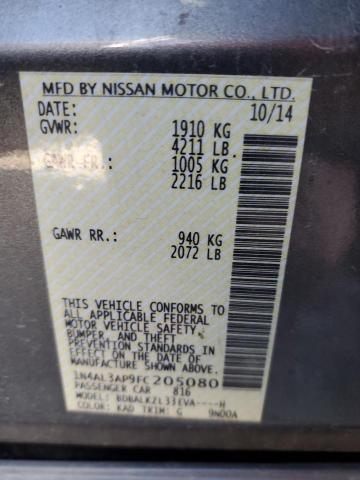 MFD BY NISSAN MOTOR CO., LTD.
DATE: 10/14
GVWR: 1910 KG
4211 LB
GAWR FR.: 1005 KG
2216 LB
GAWR RR.: 940 KG
2072 LB
THIS VEHICLE CONFORMS TO
ALL APPLICABLE FEDERAL
MOTOR VEHICLE SAFETY,
BUMPER, AND THEFT
PREVENTION STANDARDS IN
EFFECT ON THE DATE OF
MANUFACTURE SHOWN ABOVE.
1N4AL3AP9FC205080
PASSENGER CAR 816
MODEL: BDBALKZL33EVA----H
COLOR: KAD TRIM: G 9N00A